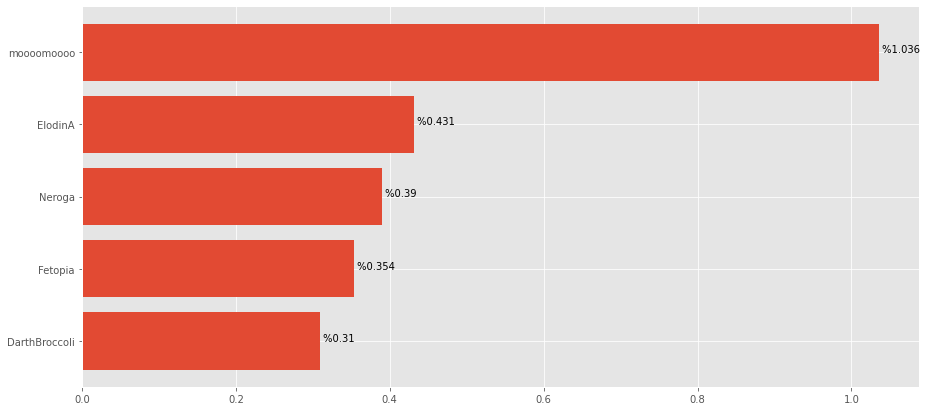 moooomoooo %1.036
ElodinA %0.431
Neroga %0.39
Fetopia %0.354
DarthBroccoli %0.31
0.0 0.2 0.4 0.6 0.8 1.0